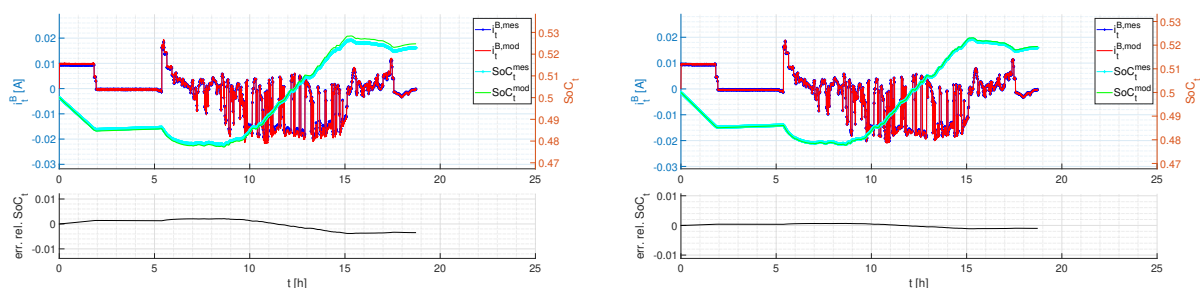 0.02
0.01
0
-0.01
-0.02
-0.03
i_t^B [A]
0.53
0.52
0.51
0.5
0.49
0.48
0.47
SoC_t
i_t^{B,mes}
i_t^{B,mod}
SoC_t^{mes}
SoC_t^{mod}
0 5 10 15 20 25
0.01
0
-0.01
err. rel. SoC_t
0 5 10 15 20 25
t [h]
0.02
0.01
0
-0.01
-0.02
-0.03
i_t^B [A]
0.52
0.51
0.5
0.49
0.48
0.47
SoC_t
i_t^{B,mes}
i_t^{B,mod}
SoC_t^{mes}
SoC_t^{mod}
0 5 10 15 20 25
0.01
0
-0.01
err. rel. SoC_t
0 5 10 15 20 25
t [h]